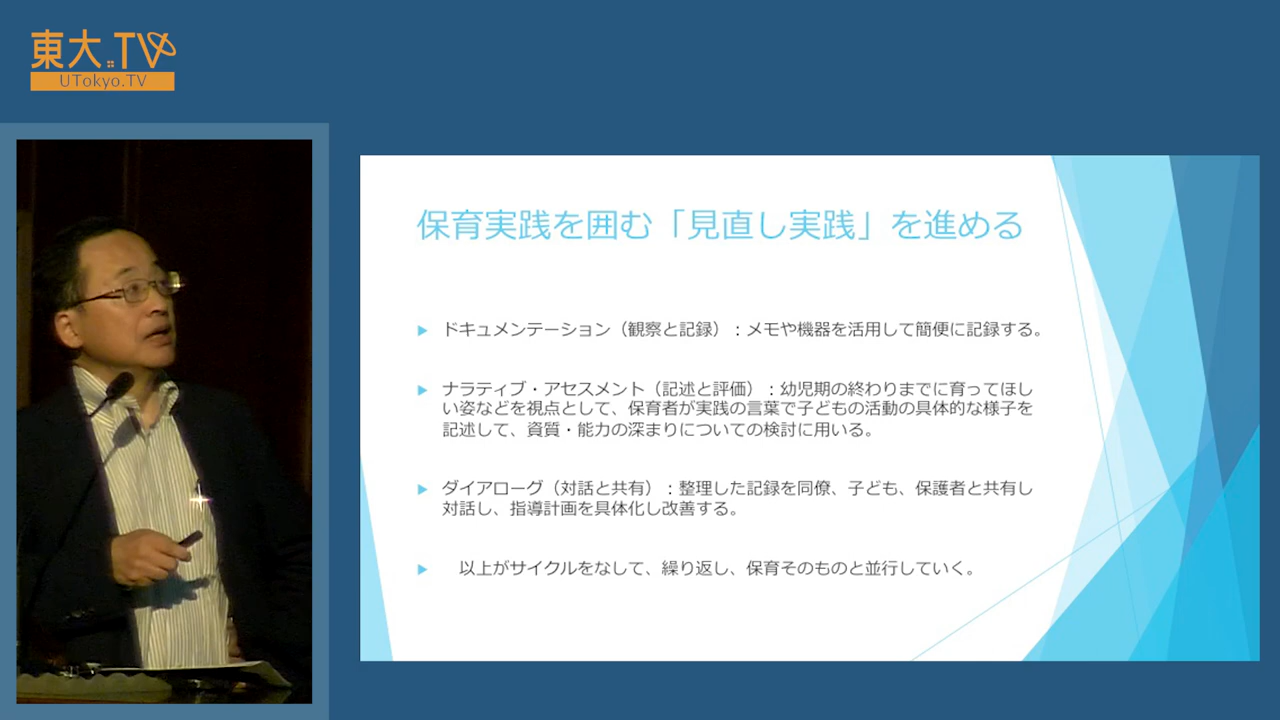 東大.TV
UTokyo.TV
保育実践を囲む「見直し実践」を進める
ドキュメンテーション（観察と記録）：メモや機器を活用して簡便に記録する。
ナラティブ・アセスメント（記述と評価）：幼児期の終わりまでに育ってほし
い姿などを視点として、保育者が実践の言葉で子どもの活動の具体的な様子を
記述して、資質・能力の深まりについての検討に用いる。
ダイアローグ（対話と共有）：整理した記録を同僚、子ども、保護者と共有し
対話し、指導計画を具体化し改善する。
以上がサイクルをなして、繰り返し、保育そのものと並行していく。